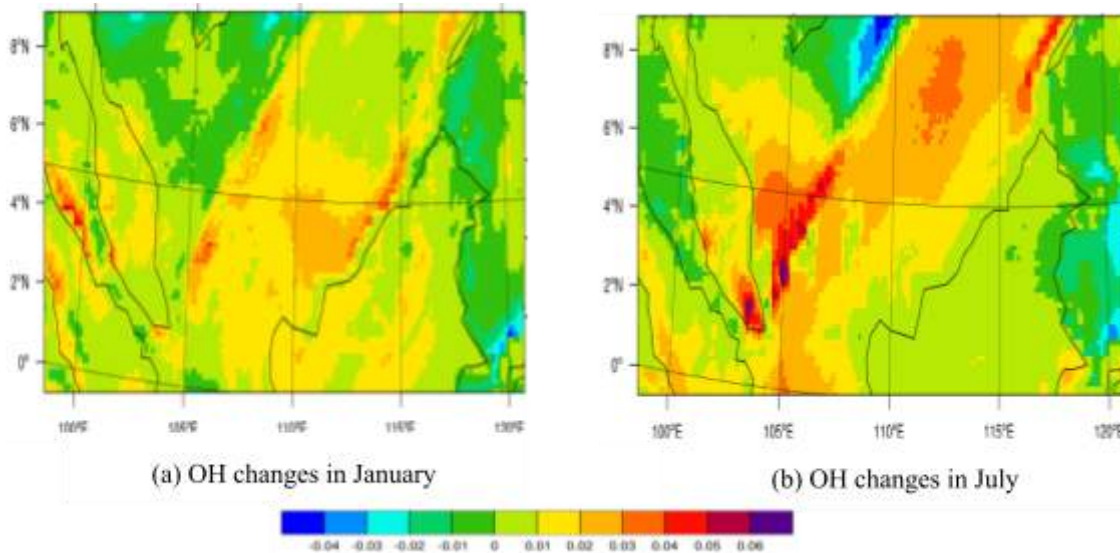 8°N
6°N
4°N
2°N
0°
100°E
105°E
110°E
115°E
120°E
(a) OH changes in January
8°N
6°N
4°N
2°N
0°
100°E
105°E
110°E
115°E
120°E
(b) OH changes in July
-0.04 -0.03 -0.02 -0.01 0 0.01 0.02 0.03 0.04 0.05 0.06